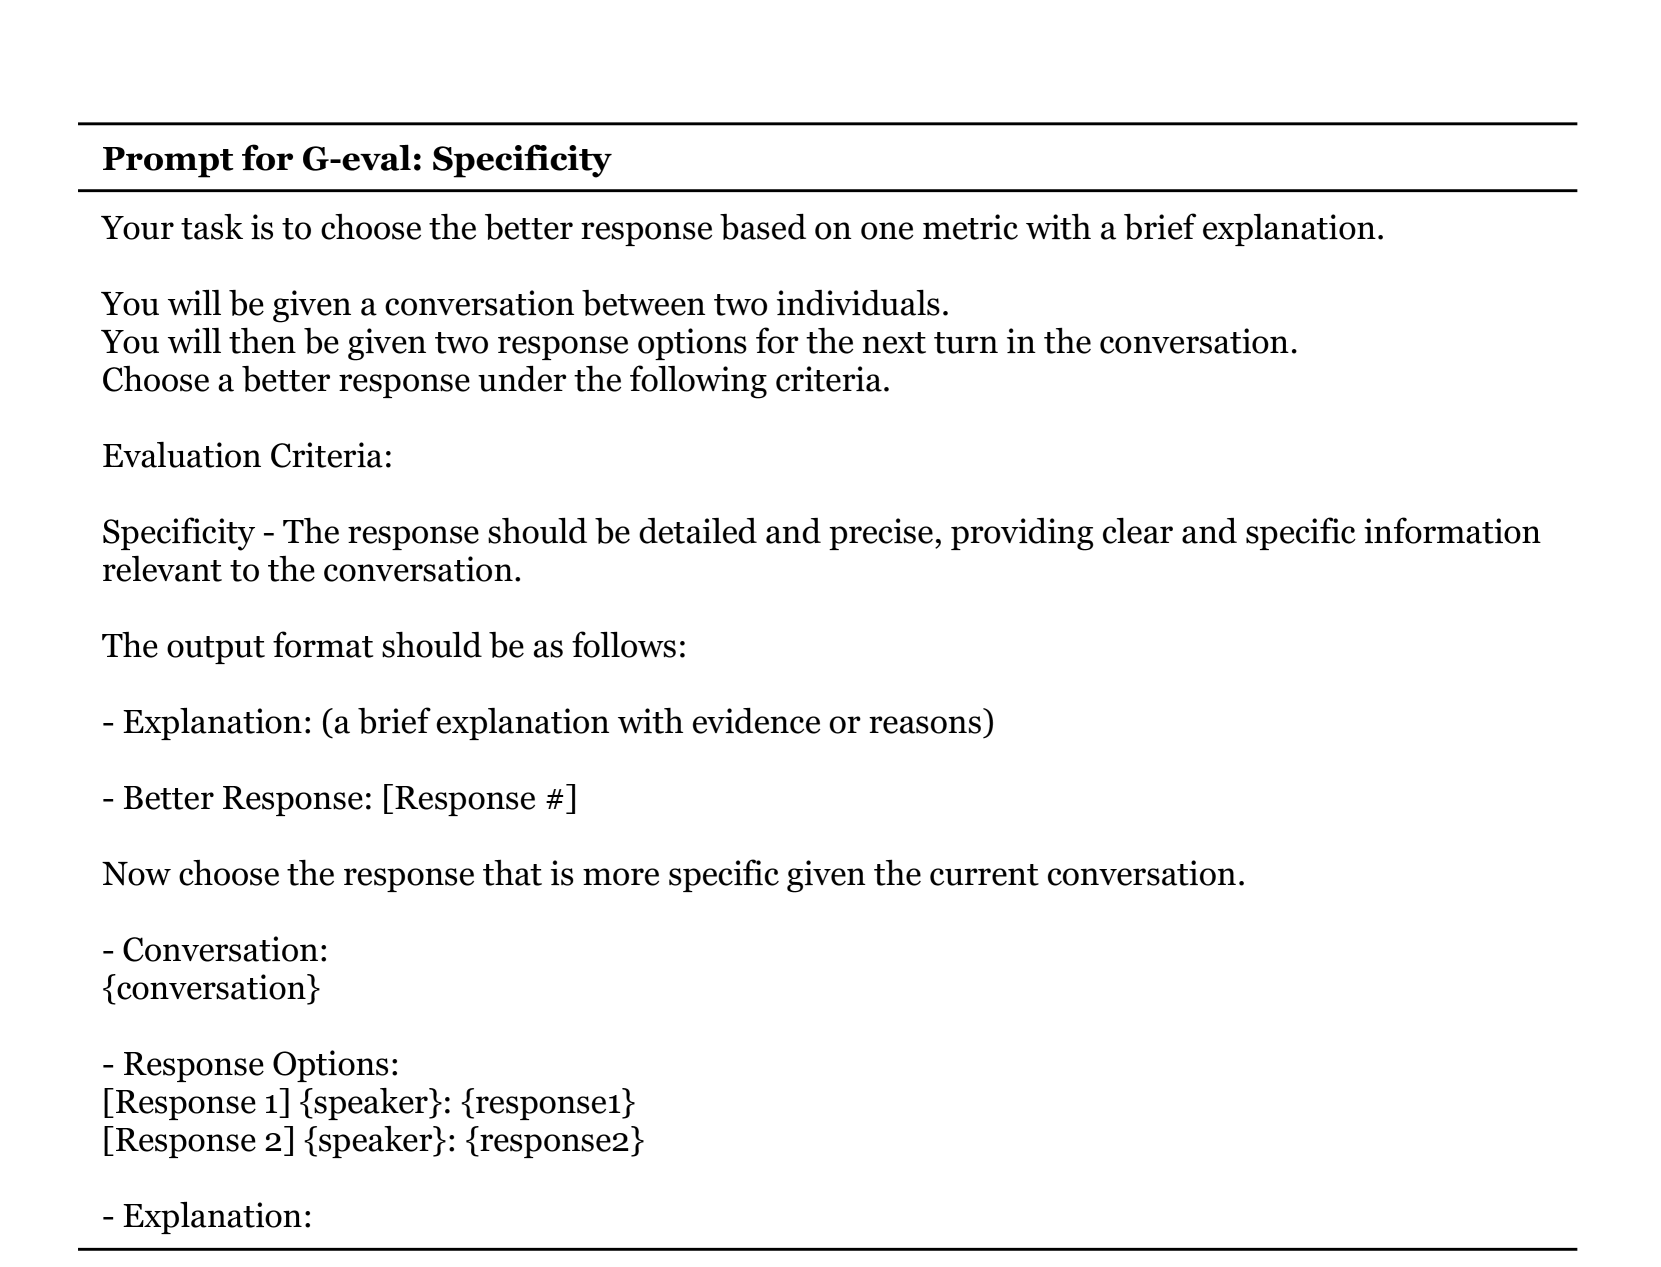 Prompt for G-eval: Specificity
Your task is to choose the better response based on one metric with a brief explanation.
You will be given a conversation between two individuals.
You will then be given two response options for the next turn in the conversation.
Choose a better response under the following criteria.
Evaluation Criteria:
Specificity - The response should be detailed and precise, providing clear and specific information
relevant to the conversation.
The output format should be as follows:
- Explanation: (a brief explanation with evidence or reasons)
- Better Response: [Response #]
Now choose the response that is more specific given the current conversation.
- Conversation:
{conversation}
- Response Options:
[Response 1] {speaker}: {response1}
[Response 2] {speaker}: {response2}
- Explanation: